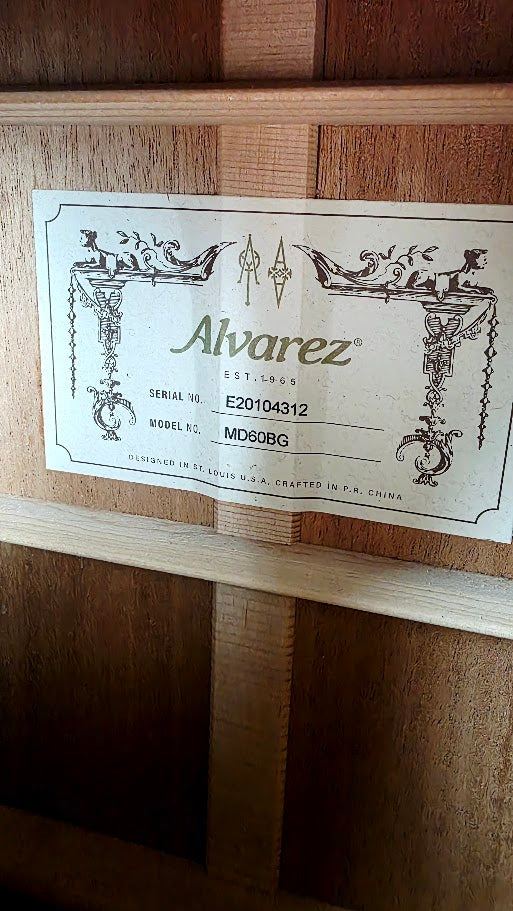 Alvarez®
EST. 1965
SERIAL NO. E20104312
MODEL NO. MD60BG
DESIGNED IN ST. LOUIS U.S.A. CRAFTED IN P.R. CHINA